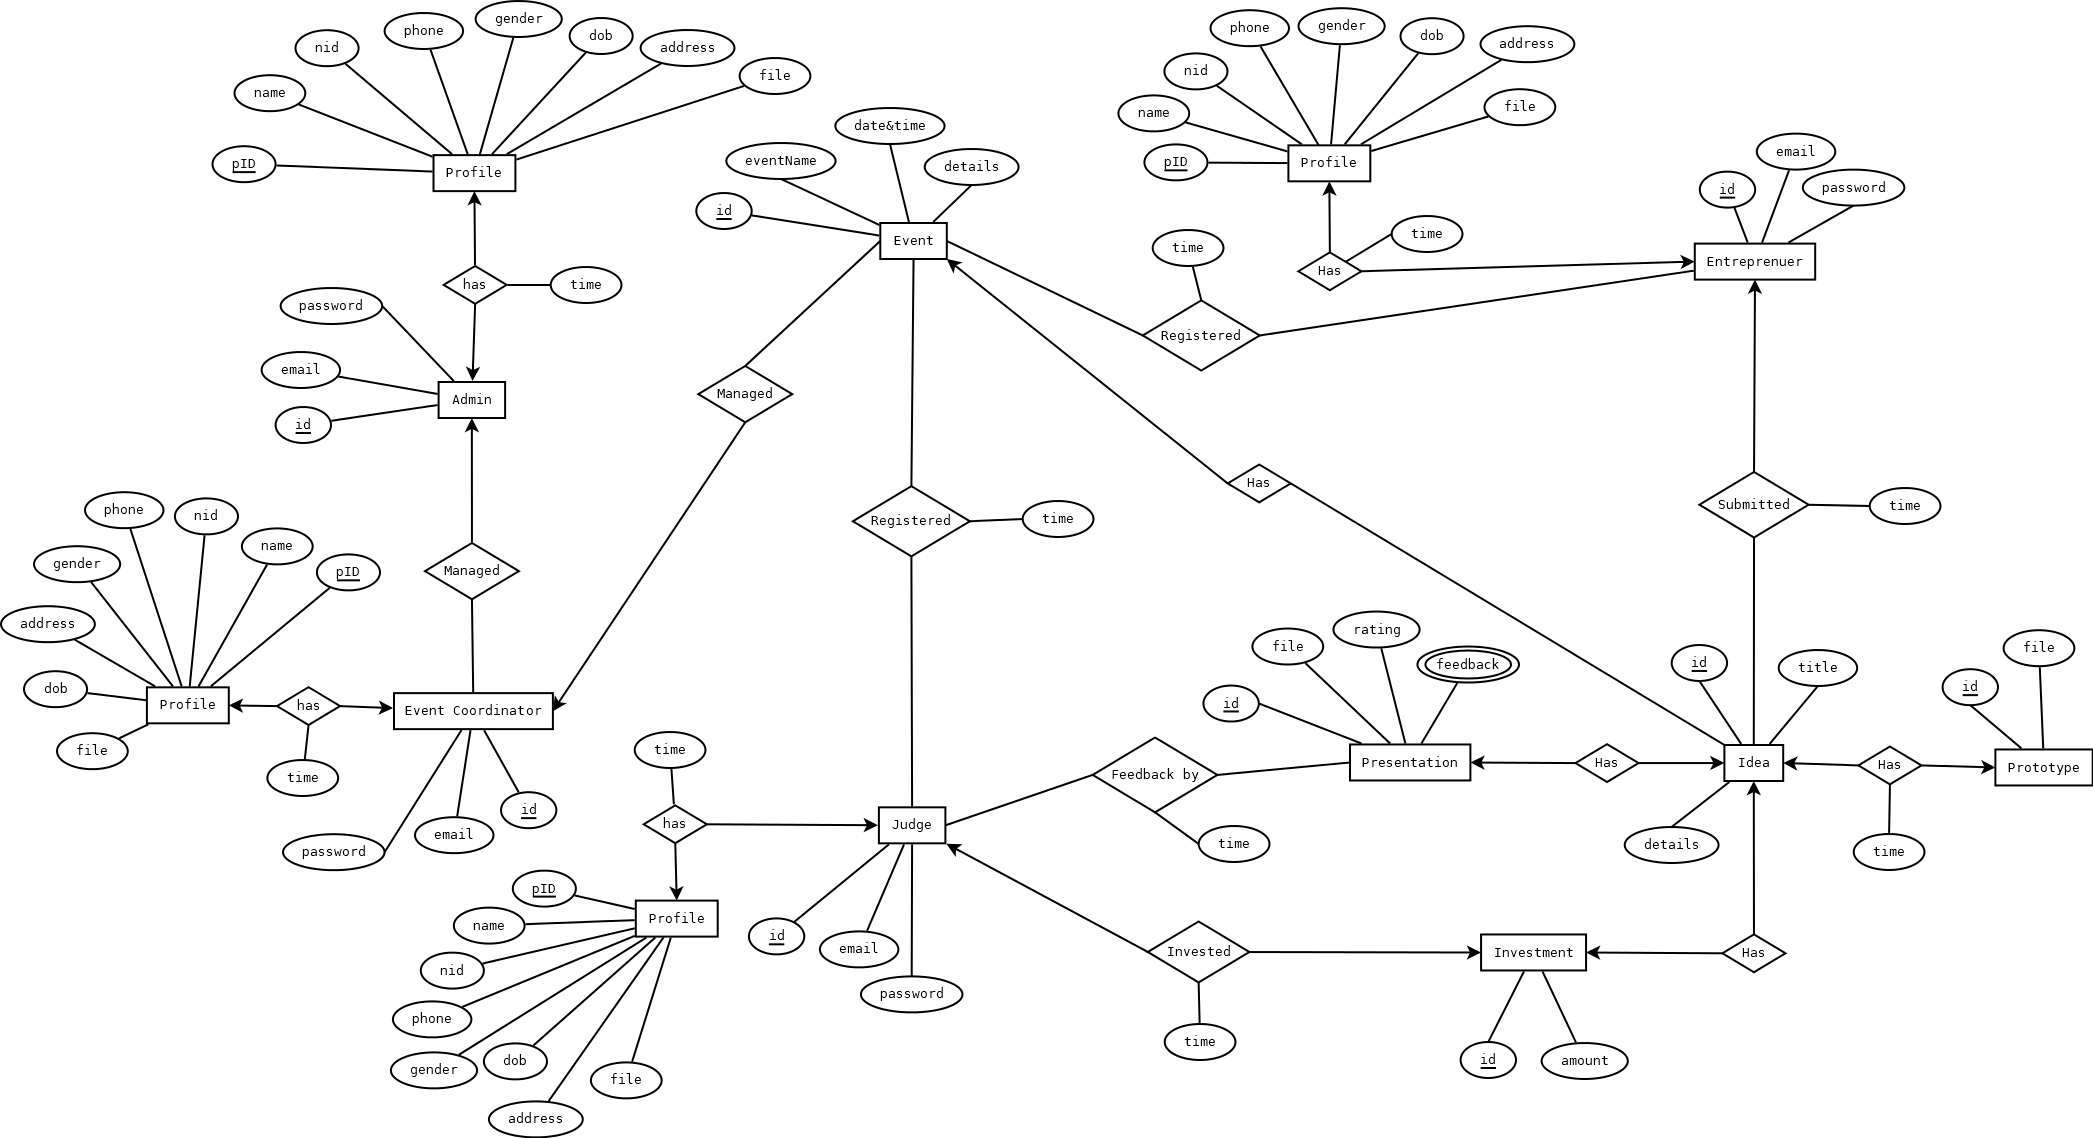 gender
phone
nid
dob
address
name
file
pID
Profile
has
time
password
email
Admin
id
Managed
phone
nid
name
gender
pID
address
dob
Profile
has
Event Coordinator
file
time
id
email
password
date&time
eventName
details
id
Event
Managed
Registered
time
phone
gender
dob
address
nid
name
file
pID
Profile
time
Has
time
Registered
email
id
password
Entreprenuer
Has
Submitted
time
time
has
Judge
pID
name
Profile
nid
phone
gender
dob
file
address
id
email
password
Feedback by
time
file
rating
feedback
id
Presentation
Has
id
title
Idea
details
Has
time
id
file
Prototype
Invested
time
Investment
Has
id
amount